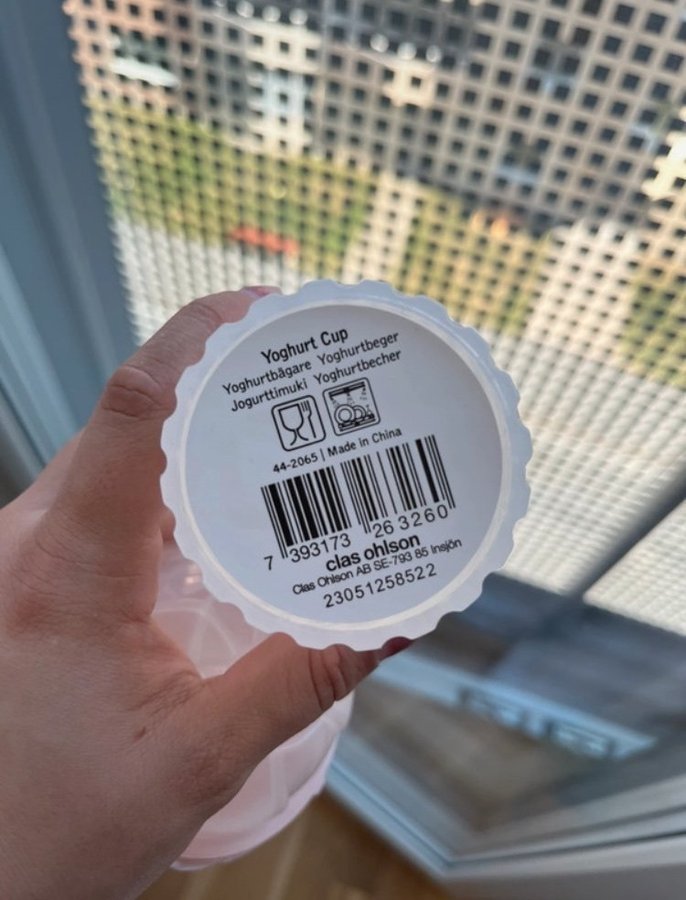 Yoghurt Cup
Yoghurtbägare Yoghurtbeger
Jogurttimuki Yoghurtbecher
44-2065 | Made in China
7 393173 263260
clas ohlson
Clas Ohlson AB SE-793 85 Insjön
23051258522